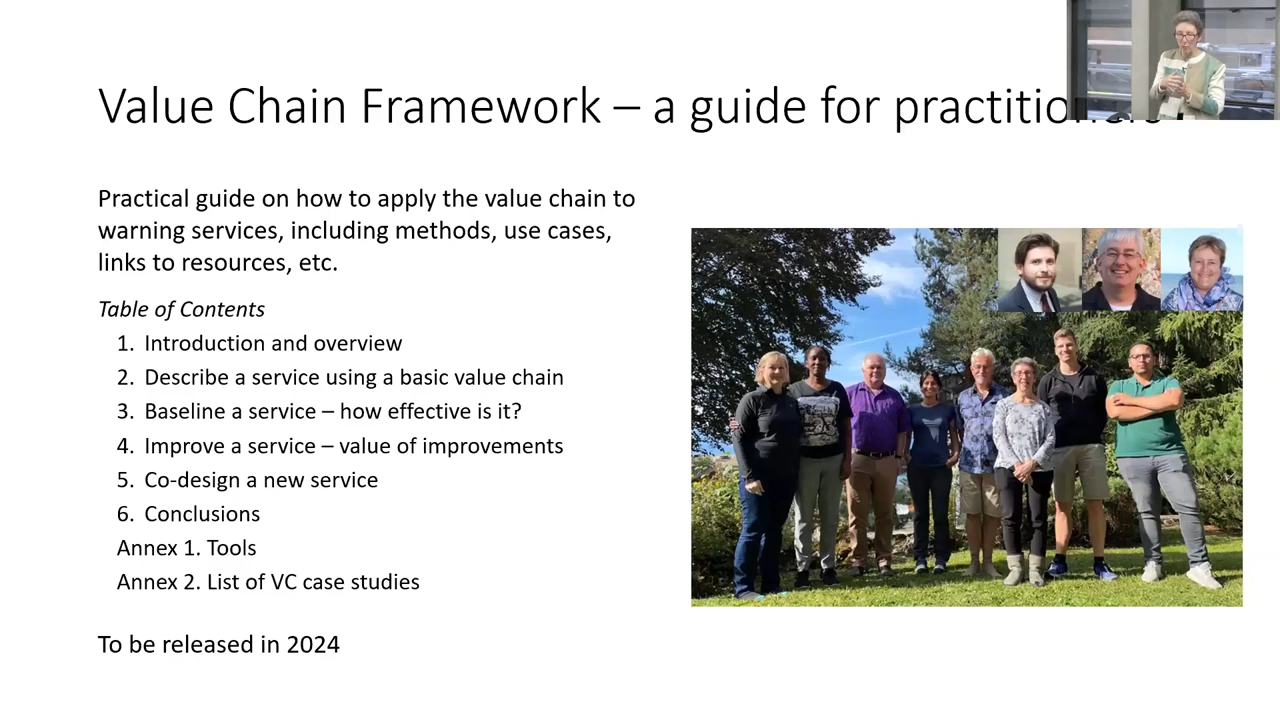 Value Chain Framework – a guide for practitioners
Practical guide on how to apply the value chain to
warning services, including methods, use cases,
links to resources, etc.
Table of Contents
1. Introduction and overview
2. Describe a service using a basic value chain
3. Baseline a service – how effective is it?
4. Improve a service – value of improvements
5. Co-design a new service
6. Conclusions
Annex 1. Tools
Annex 2. List of VC case studies
To be released in 2024